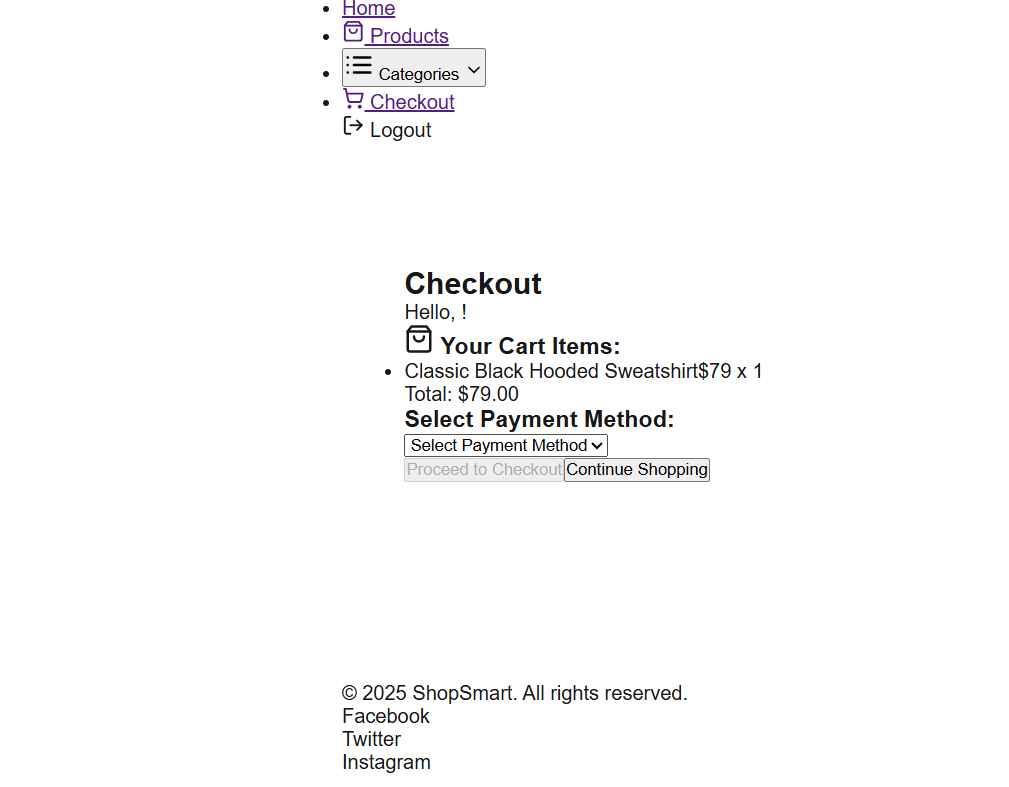 Home
Products
Categories
Checkout
Logout
Checkout
Hello, !
Your Cart Items:
Classic Black Hooded Sweatshirt$79 x 1
Total: $79.00
Select Payment Method:
Select Payment Method
Proceed to Checkout Continue Shopping
© 2025 ShopSmart. All rights reserved.
Facebook
Twitter
Instagram